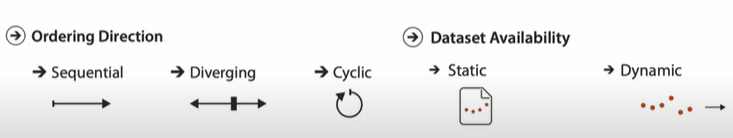 Ordering Direction
Sequential
Diverging
Cyclic
Dataset Availability
Static
Dynamic